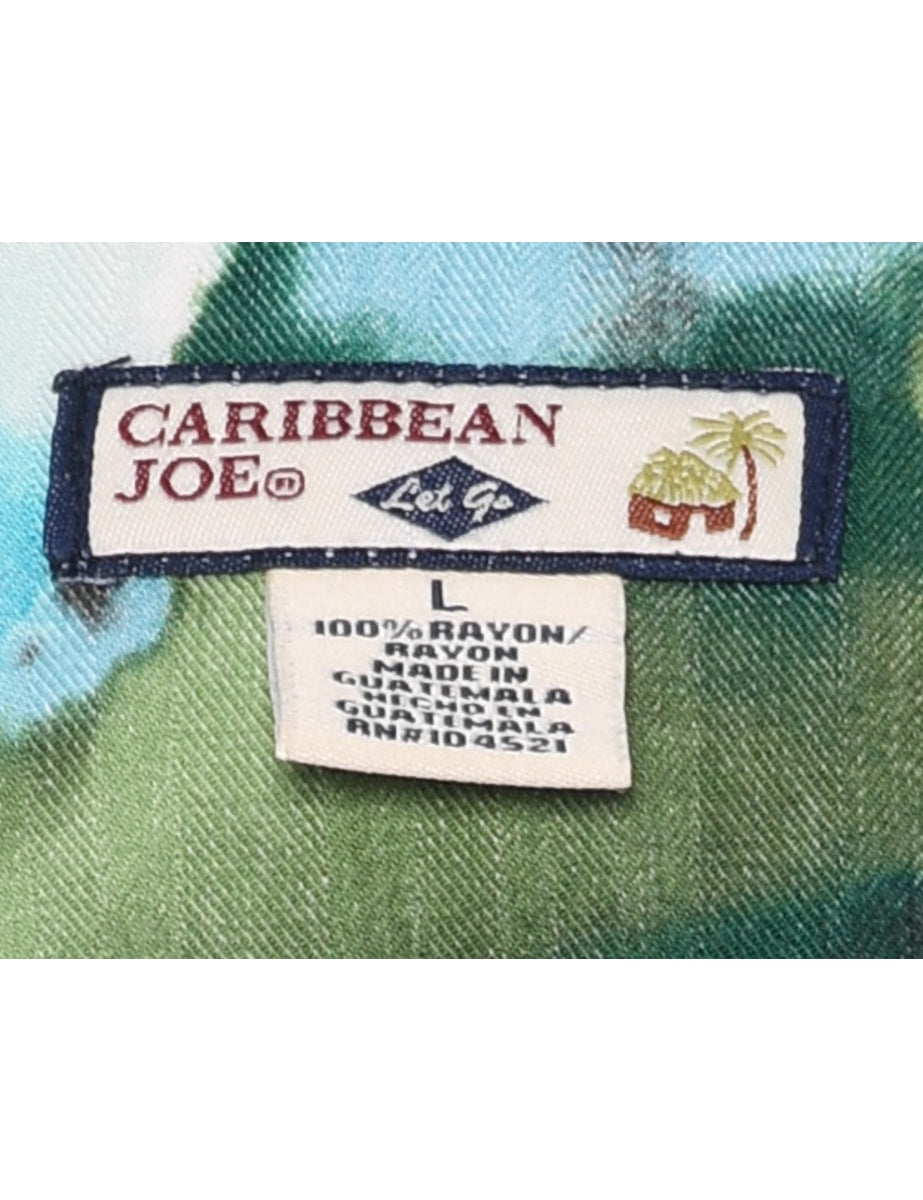 CARIBBEAN
JOE®
Let Go
L
100% RAYON/
RAYON
MADE IN
GUATEMALA
HECHO EN
GUATEMALA
RN#104521